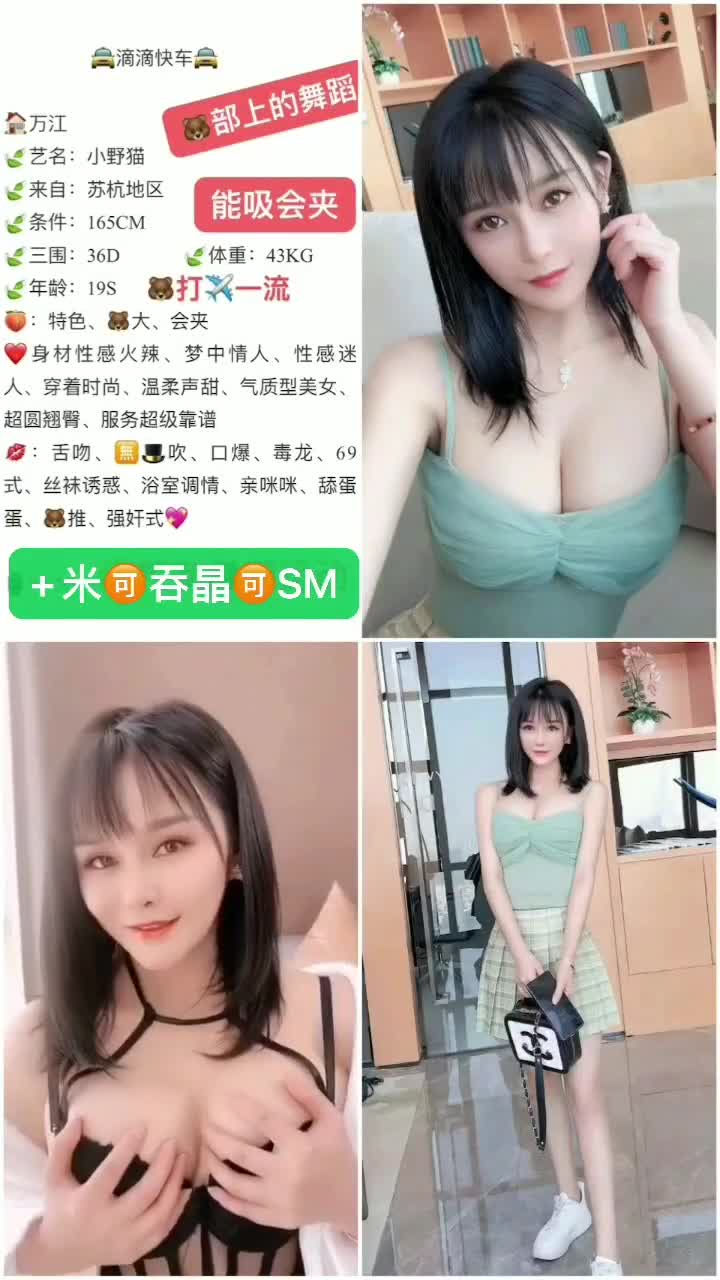 🚖滴滴快车🚖
🐻部上的舞蹈
🏠万江
🍃艺名：小野猫
🍃来自：苏杭地区
能吸会夹
🍃条件：165CM
🍃三围：36D 🍃体重：43KG
🍃年龄：19S 🐻打✈️一流
🍑：特色、🐻大、会夹
❤️身材性感火辣、梦中情人、性感迷
人、穿着时尚、温柔声甜、气质型美女、
超圆翘臀、服务超级靠谱
💋：舌吻、🈚🎩吹、口爆、毒龙、69
式、丝袜诱惑、浴室调情、亲咪咪、舔蛋
蛋、🐻推、强奸式💖
+米🉑吞晶🉑SM